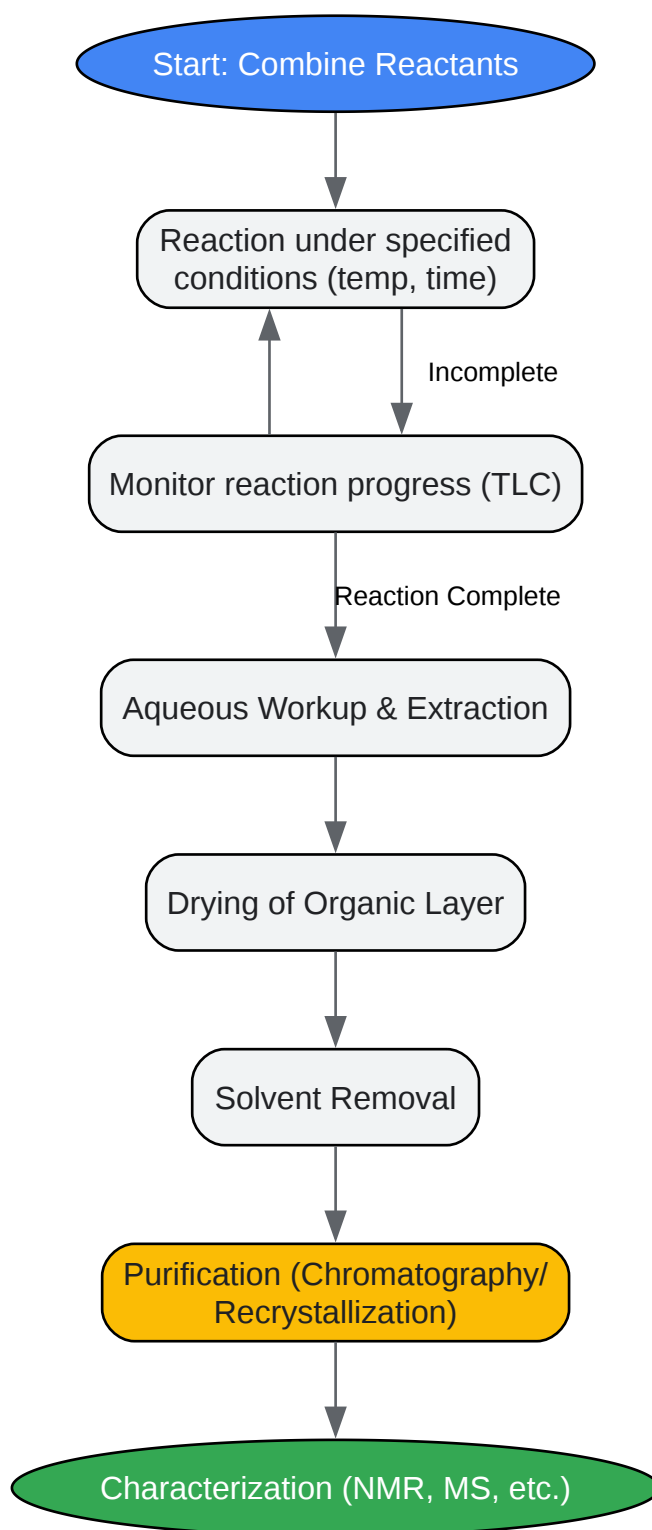 Start: Combine Reactants
Reaction under specified
conditions (temp, time)
Incomplete
Monitor reaction progress (TLC)
Reaction Complete
Aqueous Workup & Extraction
Drying of Organic Layer
Solvent Removal
Purification (Chromatography/
Recrystallization)
Characterization (NMR, MS, etc.)